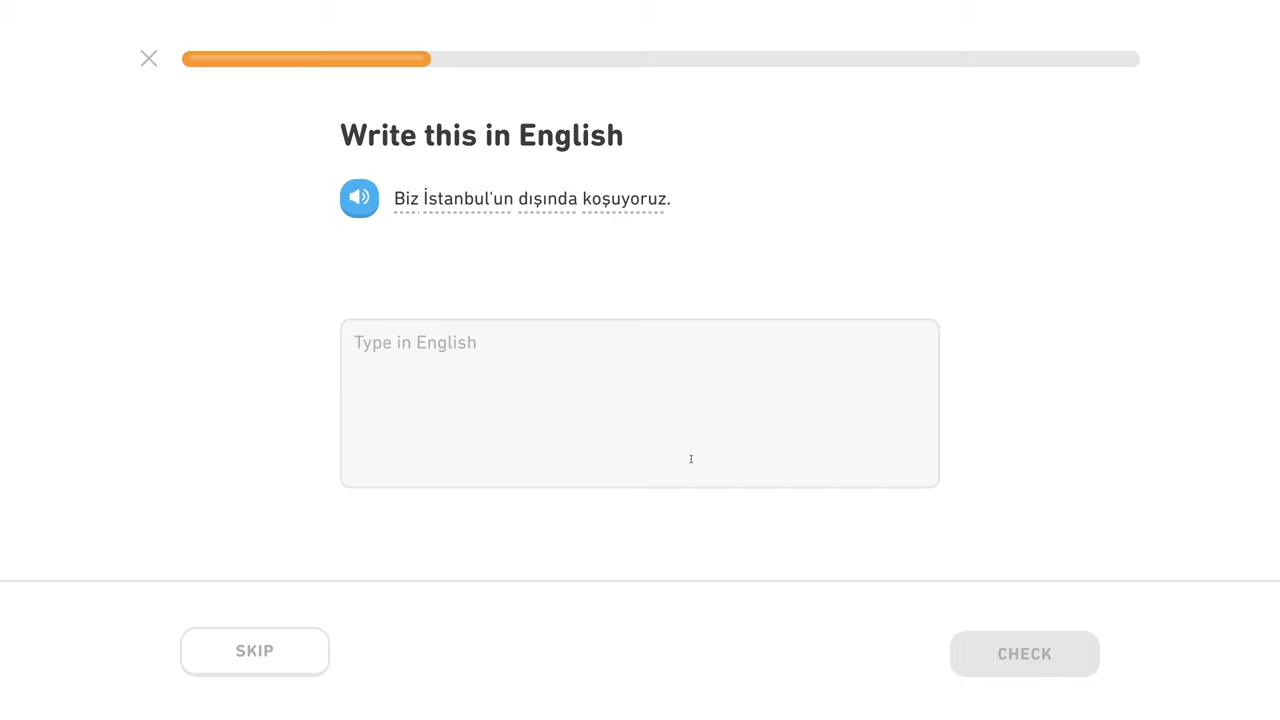 Write this in English
Biz İstanbul'un dışında koşuyoruz.
Type in English
SKIP
CHECK